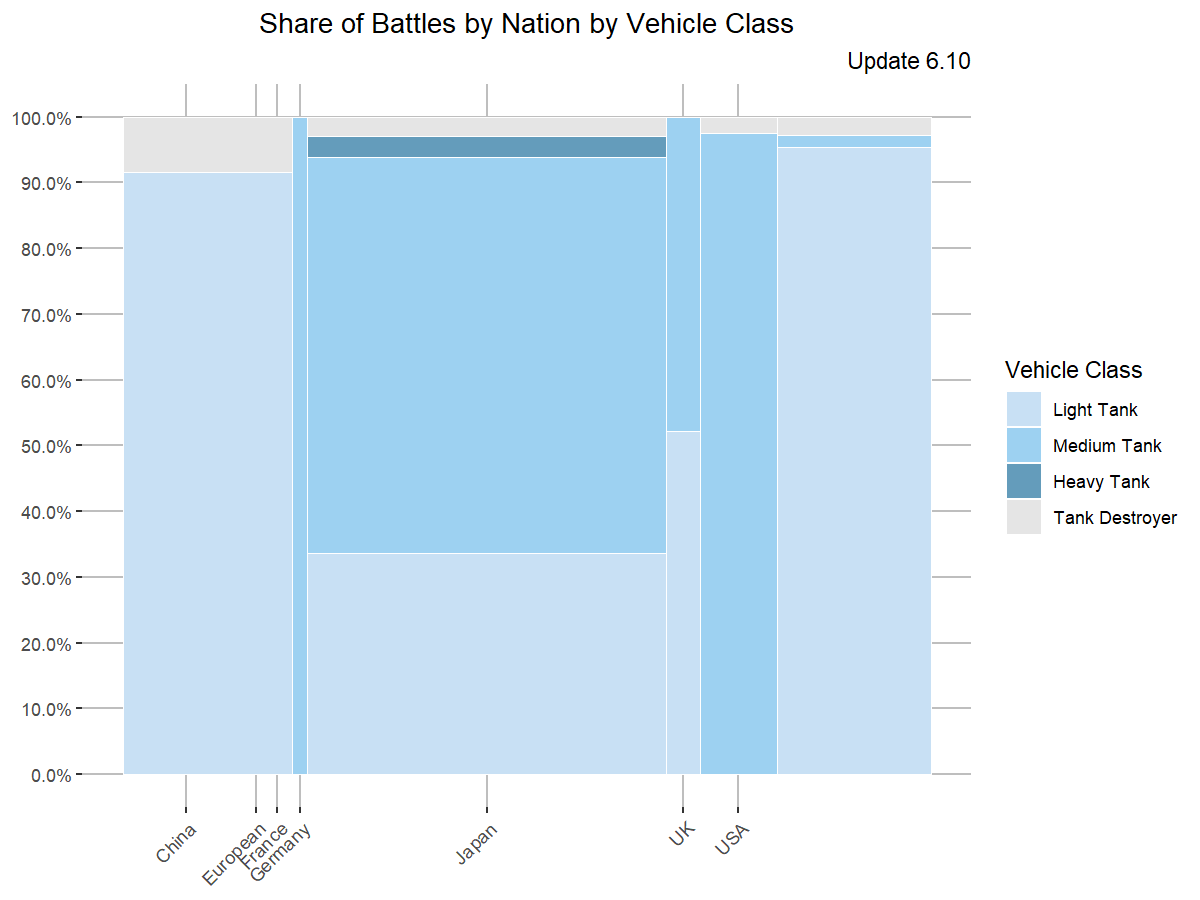 Share of Battles by Nation by Vehicle Class
Update 6.10
100.0%
90.0%
80.0%
70.0%
60.0%
50.0%
40.0%
30.0%
20.0%
10.0%
0.0%
China
European
France
Germany
Japan
UK
USA
Vehicle Class
Light Tank
Medium Tank
Heavy Tank
Tank Destroyer